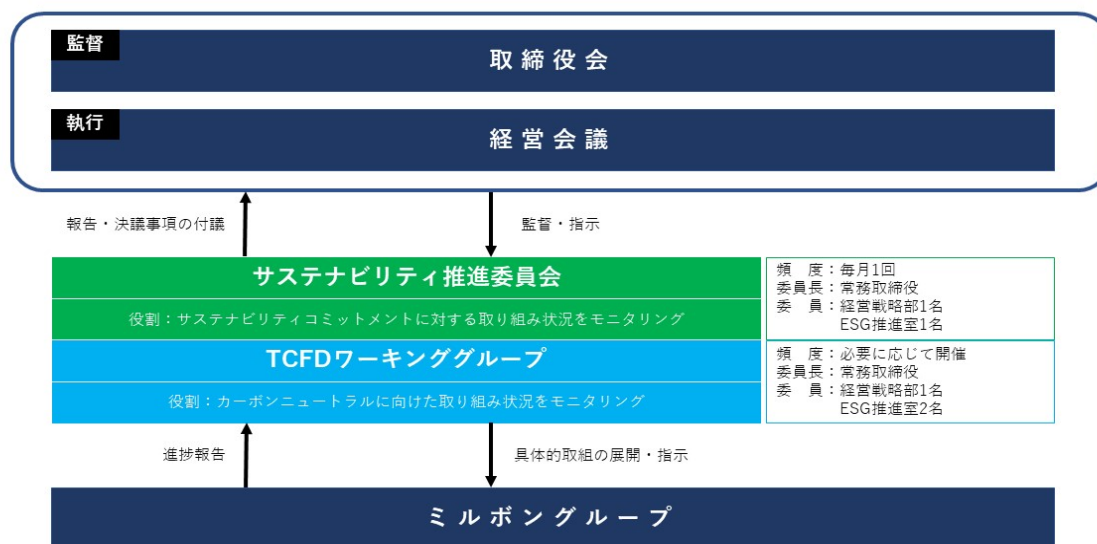 監督
取締役会
執行
経営会議
報告・決議事項の付議
監督・指示
サステナビリティ推進委員会
役割：サステナビリティコミットメントに対する取り組み状況をモニタリング
頻　度：毎月1回
委員長：常務取締役
委　員：経営戦略部1名
ESG推進室1名
TCFDワーキンググループ
役割：カーボンニュートラルに向けた取り組み状況をモニタリング
頻　度：必要に応じて開催
委員長：常務取締役
委　員：経営戦略部1名
ESG推進室2名
進捗報告
具体的取組の展開・指示
ミルボングループ